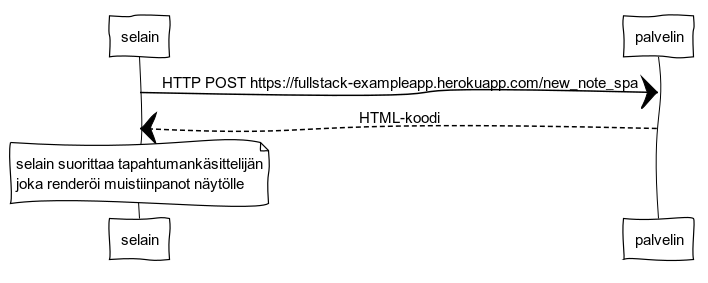 selain
palvelin
HTTP POST https://fullstack-exampleapp.herokuapp.com/new_note_spa
HTML-koodi
selain suorittaa tapahtumankäsittelijän
joka renderöi muistiinpanot näytölle
selain
palvelin